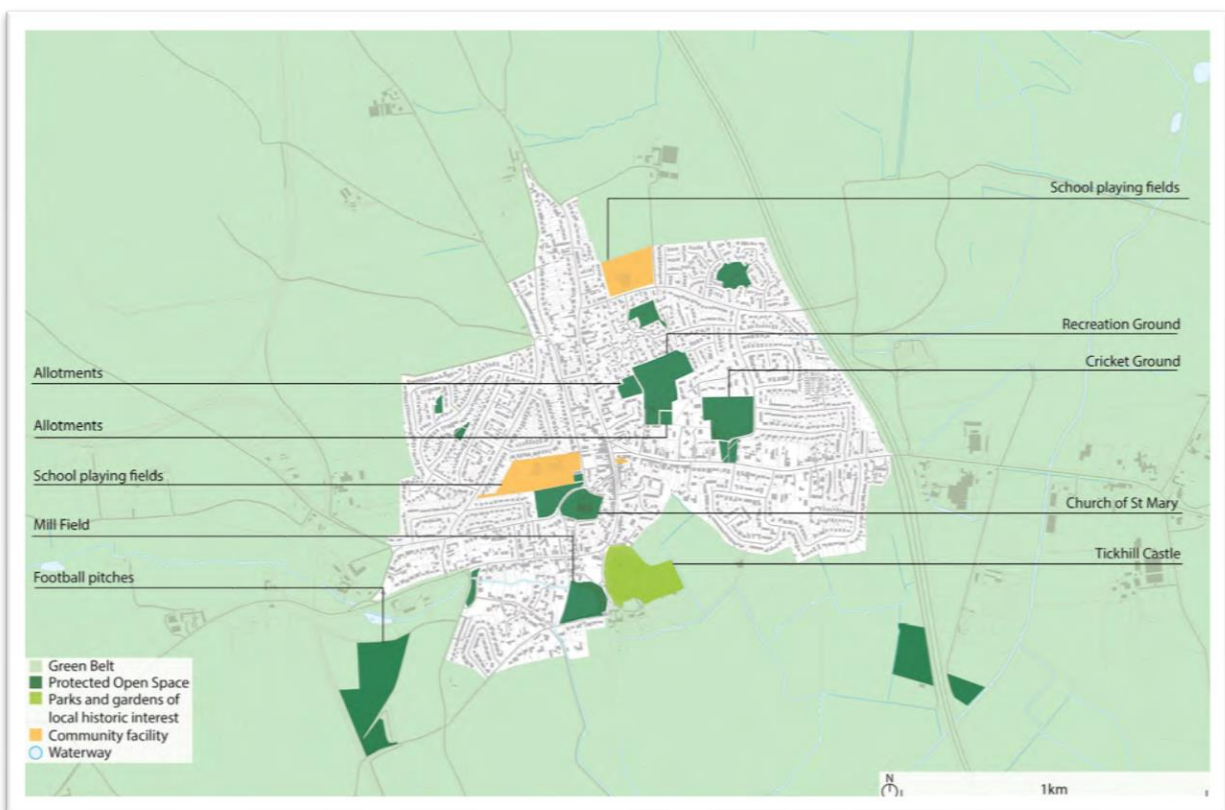 School playing fields
Recreation Ground
Cricket Ground
Allotments
Allotments
School playing fields
Church of St Mary
Mill Field
Tickhill Castle
Football pitches
Green Belt
Protected Open Space
Parks and gardens of
local historic interest
Community facility
Waterway
N
1km